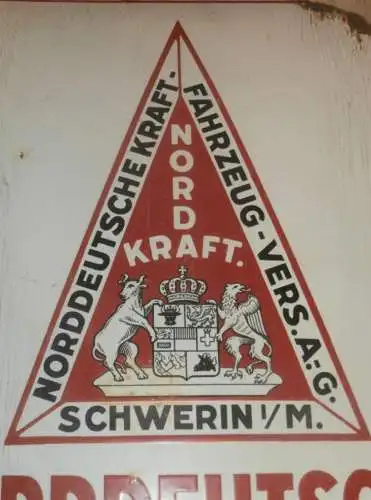 NORDDEUTSCHE KRAFT-
FAHRZEUG-VERS.A.-G.
NORD
KRAFT.
SCHWERIN I/M.